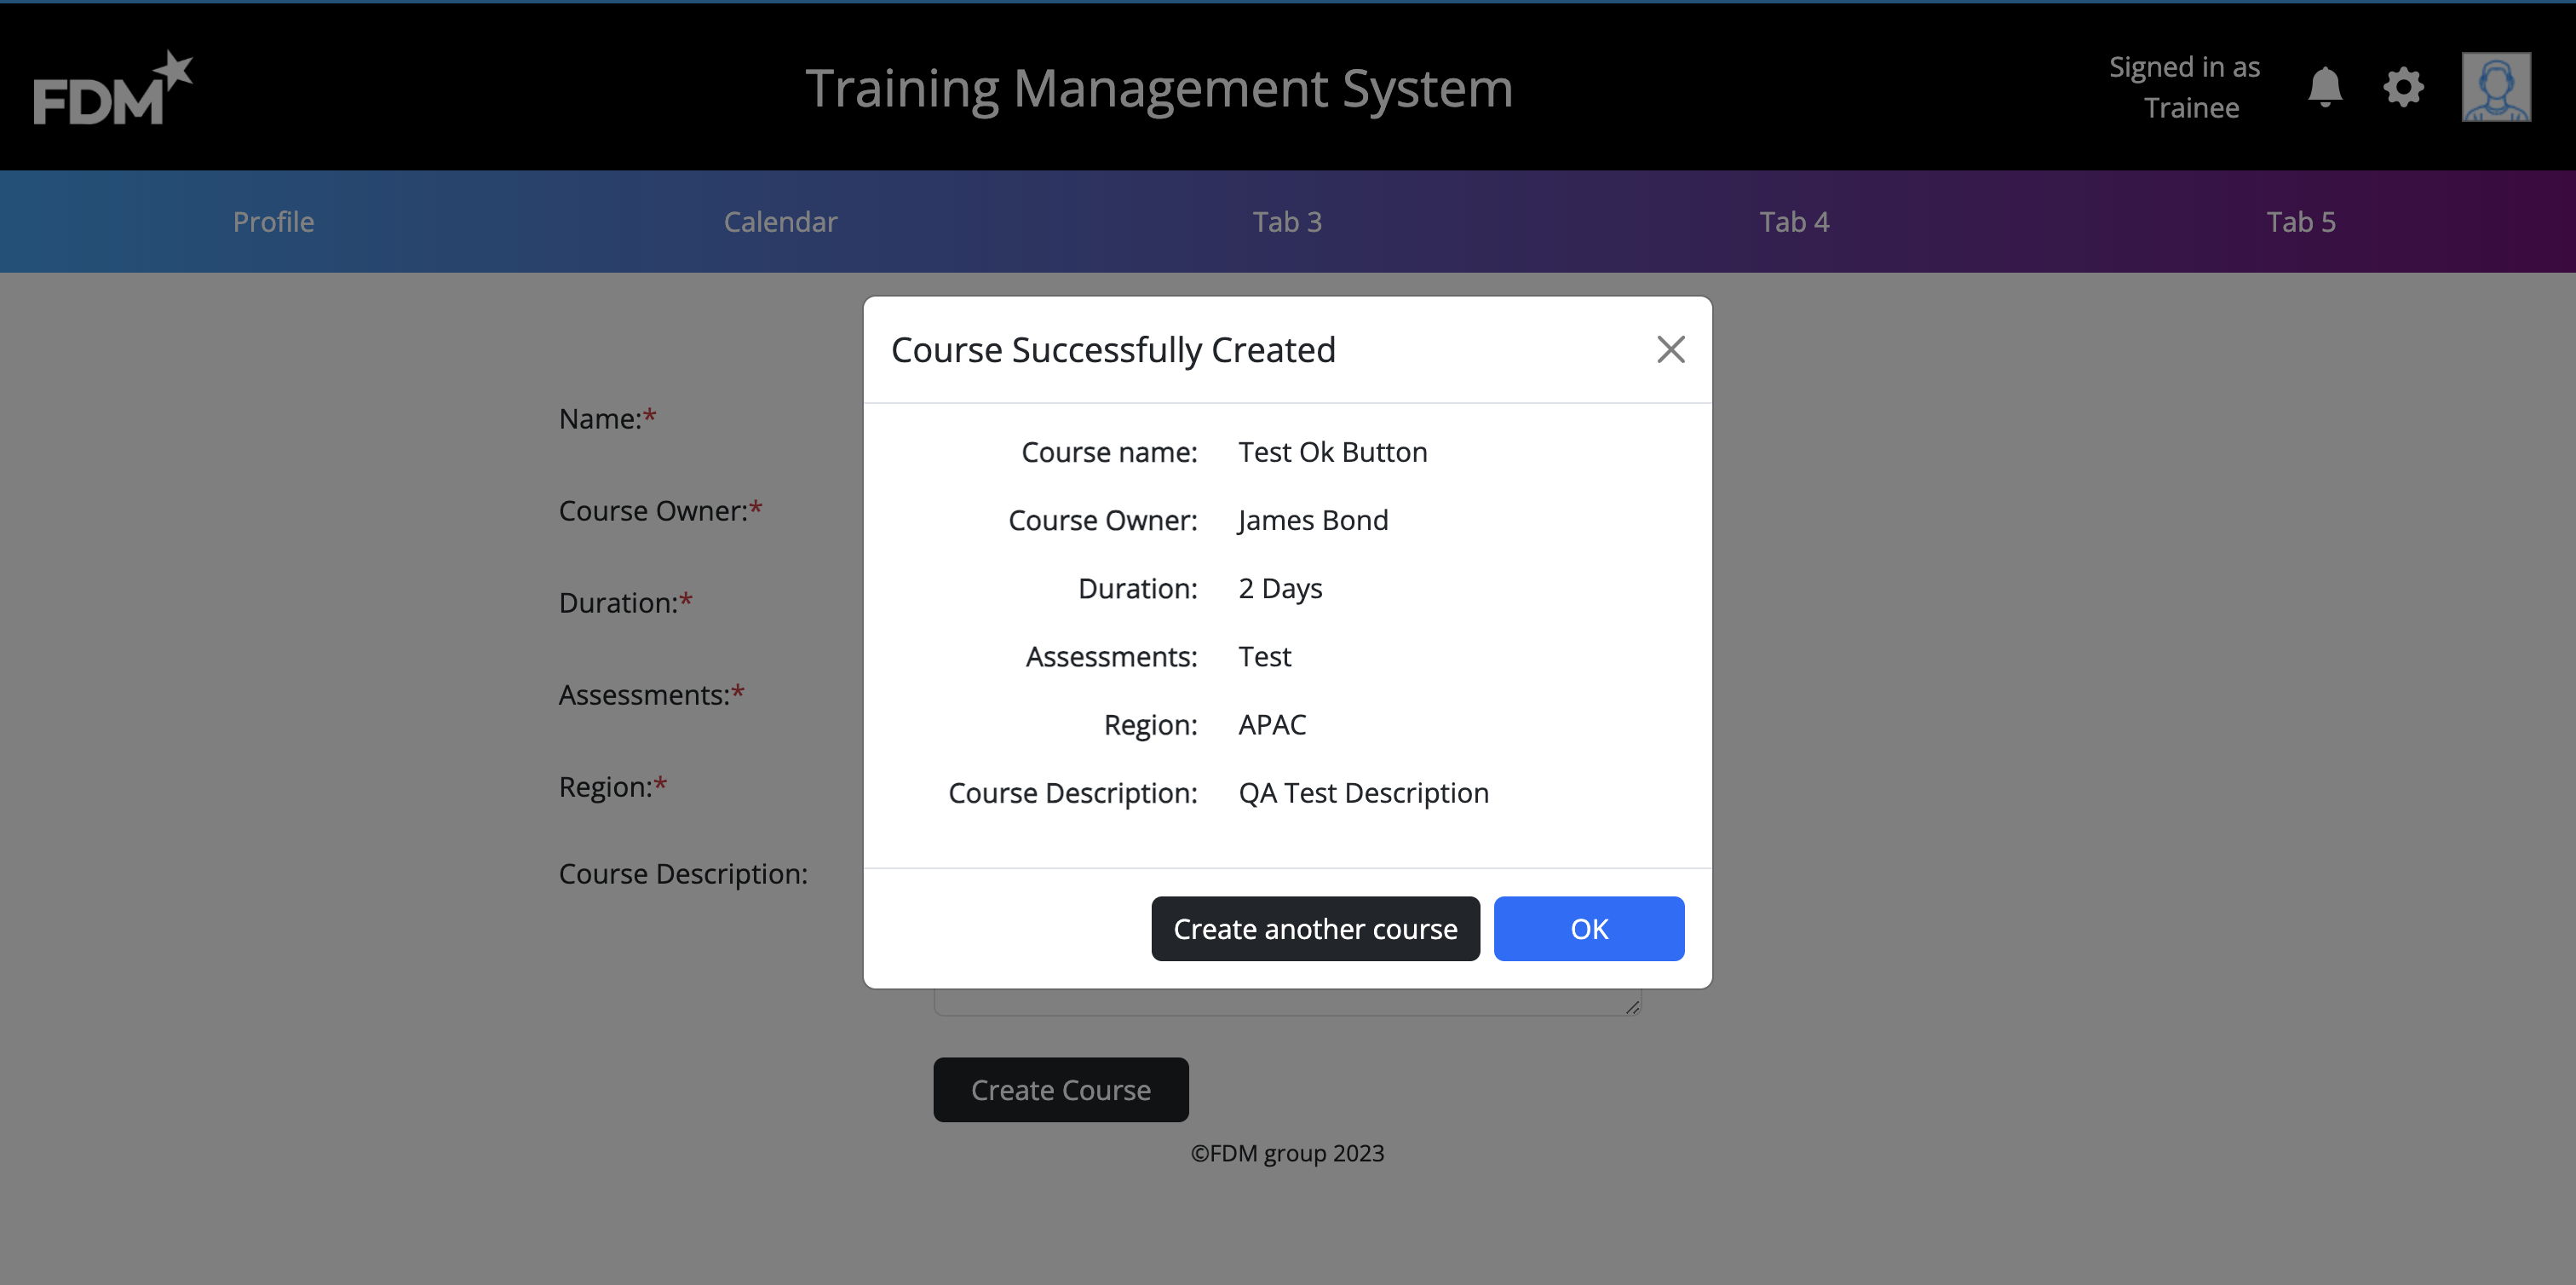 FDM
Training Management System
Signed in as
Trainee
Profile
Calendar
Tab 3
Tab 4
Tab 5
Course Successfully Created
Course name: Test Ok Button
Course Owner: James Bond
Duration: 2 Days
Assessments: Test
Region: APAC
Course Description: QA Test Description
Create another course
OK
Name:*
Course Owner:*
Duration:*
Assessments:*
Region:*
Course Description:
Create Course
©FDM group 2023